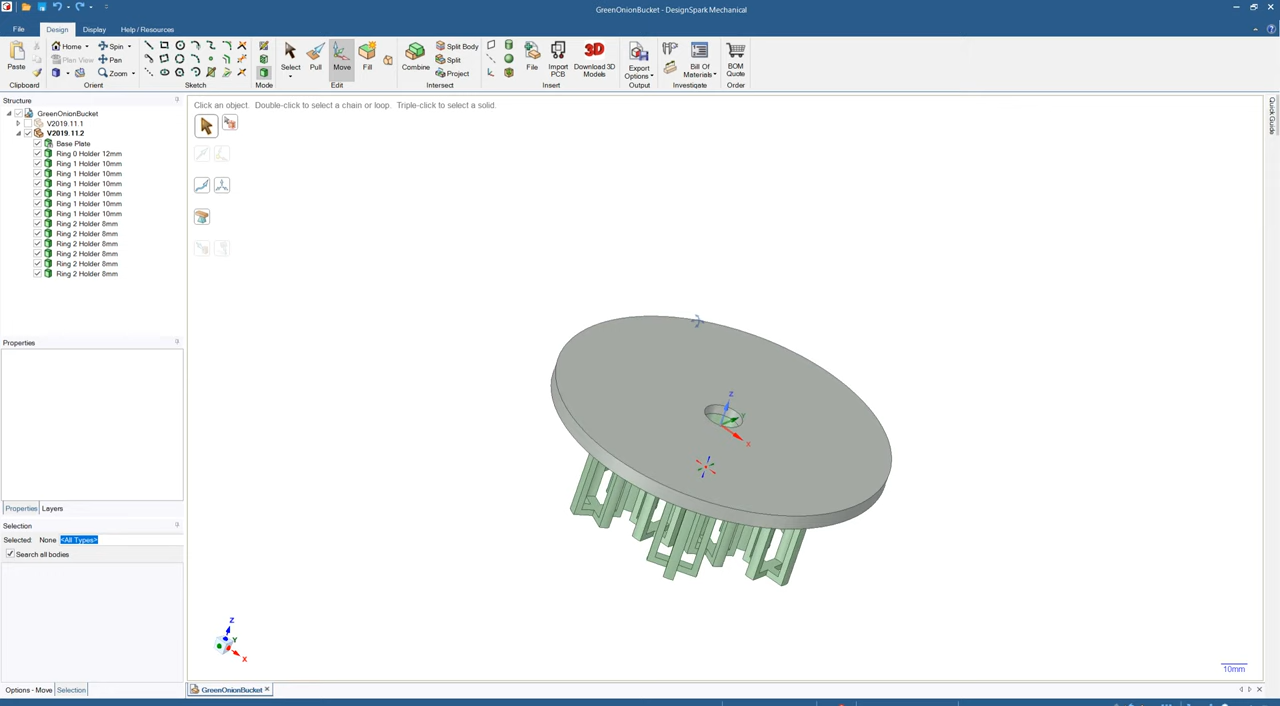 GreenOnionBucket - DesignSpark Mechanical
File Design Display Help / Resources
Paste Home Spin Plan View Pan Zoom Select Pull Move Fill Combine Split Body Split Project File Import PCB Download 3D Models Export Options Bill Of Materials BOM Quote
Clipboard Orient Sketch Mode Edit Intersect Insert Output Investigate Order
Structure
Click an object. Double-click to select a chain or loop. Triple-click to select a solid.
Quick Guide
GreenOnionBucket
V2019.11.1
V2019.11.2
Base Plate
Ring 0 Holder 12mm
Ring 1 Holder 10mm
Ring 1 Holder 10mm
Ring 1 Holder 10mm
Ring 1 Holder 10mm
Ring 1 Holder 10mm
Ring 1 Holder 10mm
Ring 2 Holder 8mm
Ring 2 Holder 8mm
Ring 2 Holder 8mm
Ring 2 Holder 8mm
Ring 2 Holder 8mm
Ring 2 Holder 8mm
Properties
Z
Y
X
Properties Layers
Selection
Selected: None <All Types>
Search all bodies
Z
Y
X
10mm
Options - Move Selection
GreenOnionBucket